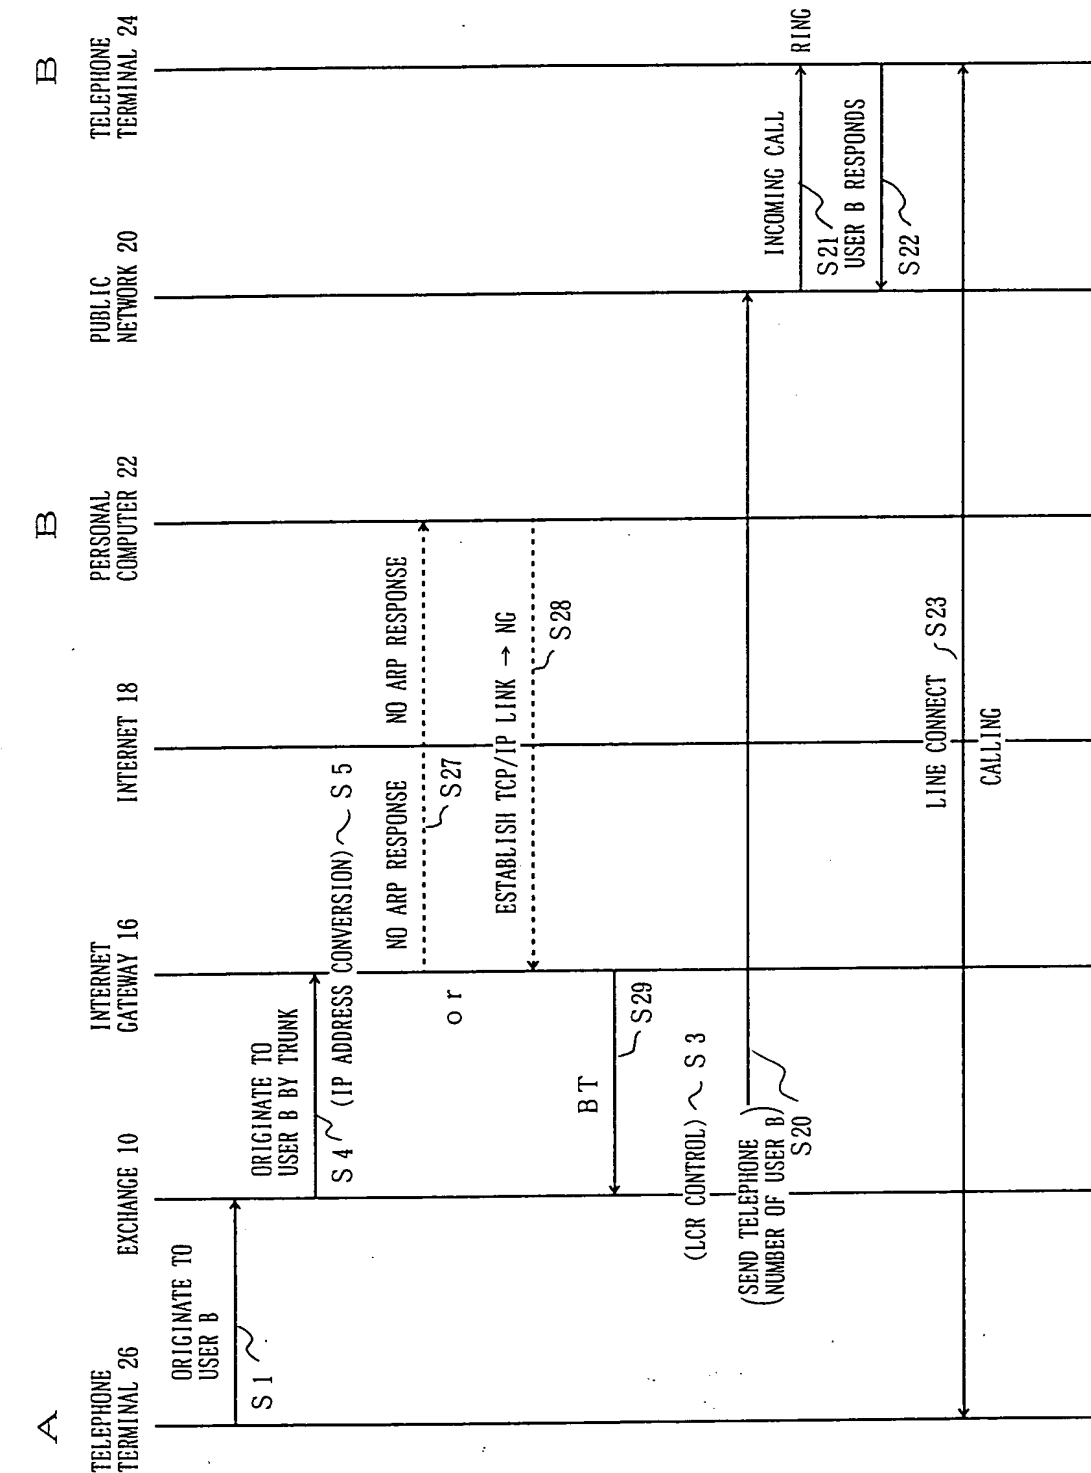 A
TELEPHONE
TERMINAL 26
EXCHANGE 10
INTERNET
GATEWAY 16
INTERNET 18
B
PERSONAL
COMPUTER 22
PUBLIC
NETWORK 20
B
TELEPHONE
TERMINAL 24
ORIGINATE TO
USER B
S1
ORIGINATE TO
USER B BY TRUNK
S4 (IP ADDRESS CONVERSION) S5
NO ARP RESPONSE
NO ARP RESPONSE
S27
or
ESTABLISH TCP/IP LINK → NG
S28
BT
S29
(LCR CONTROL) S3
(SEND TELEPHONE
NUMBER OF USER B)
S20
INCOMING CALL
RING
S21
USER B RESPONDS
S22
LINE CONNECT S23
CALLING